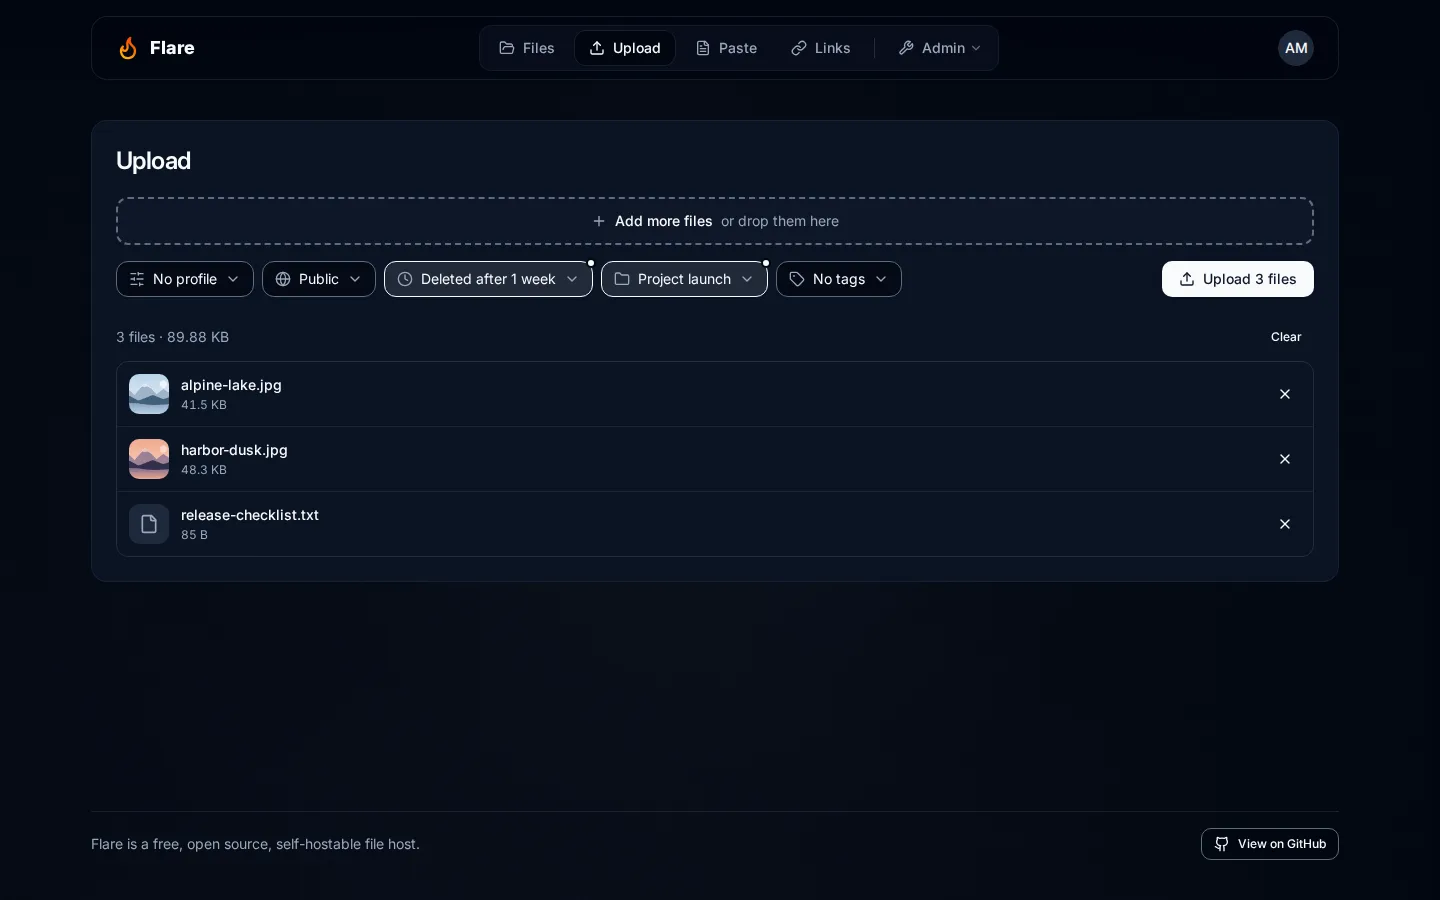 Flare
Files
Upload
Paste
Links
Admin
AM
Upload
Add more files or drop them here
No profile
Public
Deleted after 1 week
Project launch
No tags
Upload 3 files
3 files · 89.88 KB
Clear
alpine-lake.jpg
41.5 KB
harbor-dusk.jpg
48.3 KB
release-checklist.txt
85 B
Flare is a free, open source, self-hostable file host.
View on GitHub